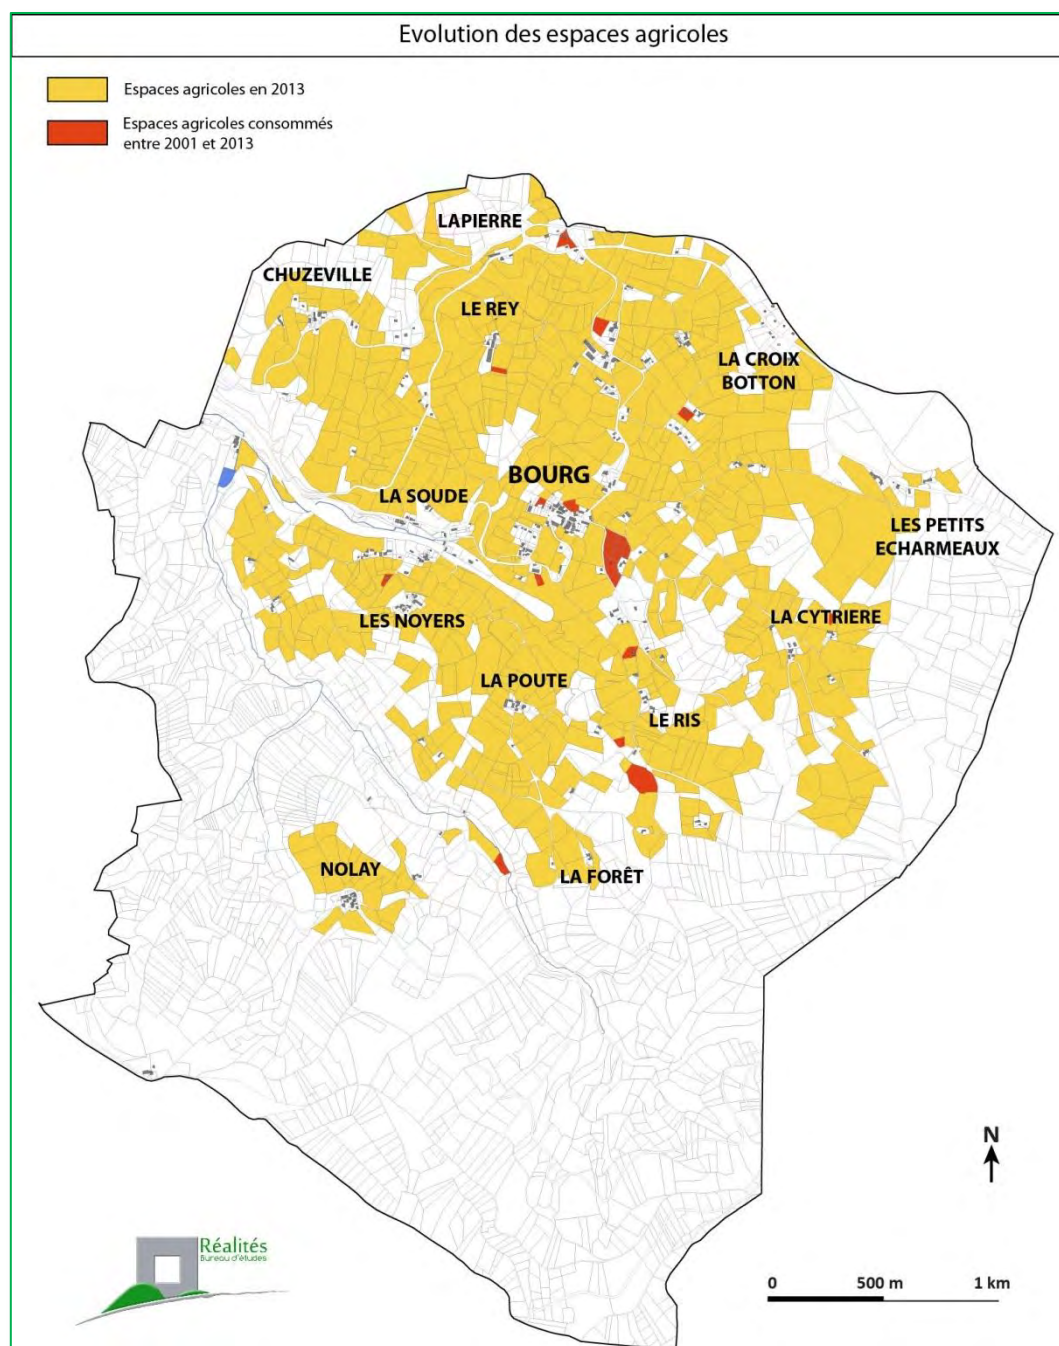 Evolution des espaces agricoles
Espaces agricoles en 2013
Espaces agricoles consommés
entre 2001 et 2013
LAPIERRE
CHUZEVILLE
LE REY
LA CROIX
BOTTON
BOURG
LA SOUDE
LES PETITS
ECHARMEAUX
LES NOYERS
LA CYTRIERE
LA POUTE
LE RIS
NOLAY
LA FORÊT
N
Réalités
Bureau d'études
0 500 m 1 km